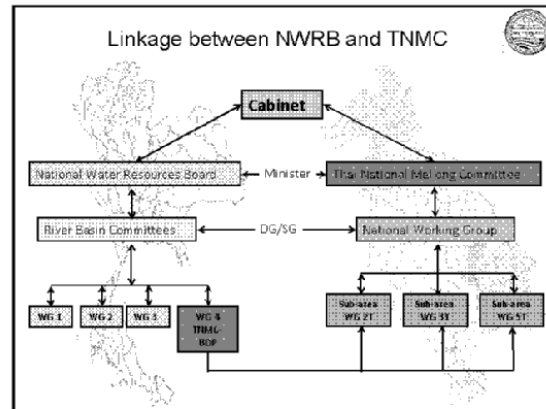 Linkage between NWRB and TNMC
Cabinet
National Water Resources Board
Minister
Thai National Mekong Committee
River Basin Committees
DG/SG
National Working Group
WG 1
WG 2
WG 3
WG 4
TNMC-
BDP
Sub-area
WG 2T
Sub-area
WG 3T
Sub-area
WG 5T